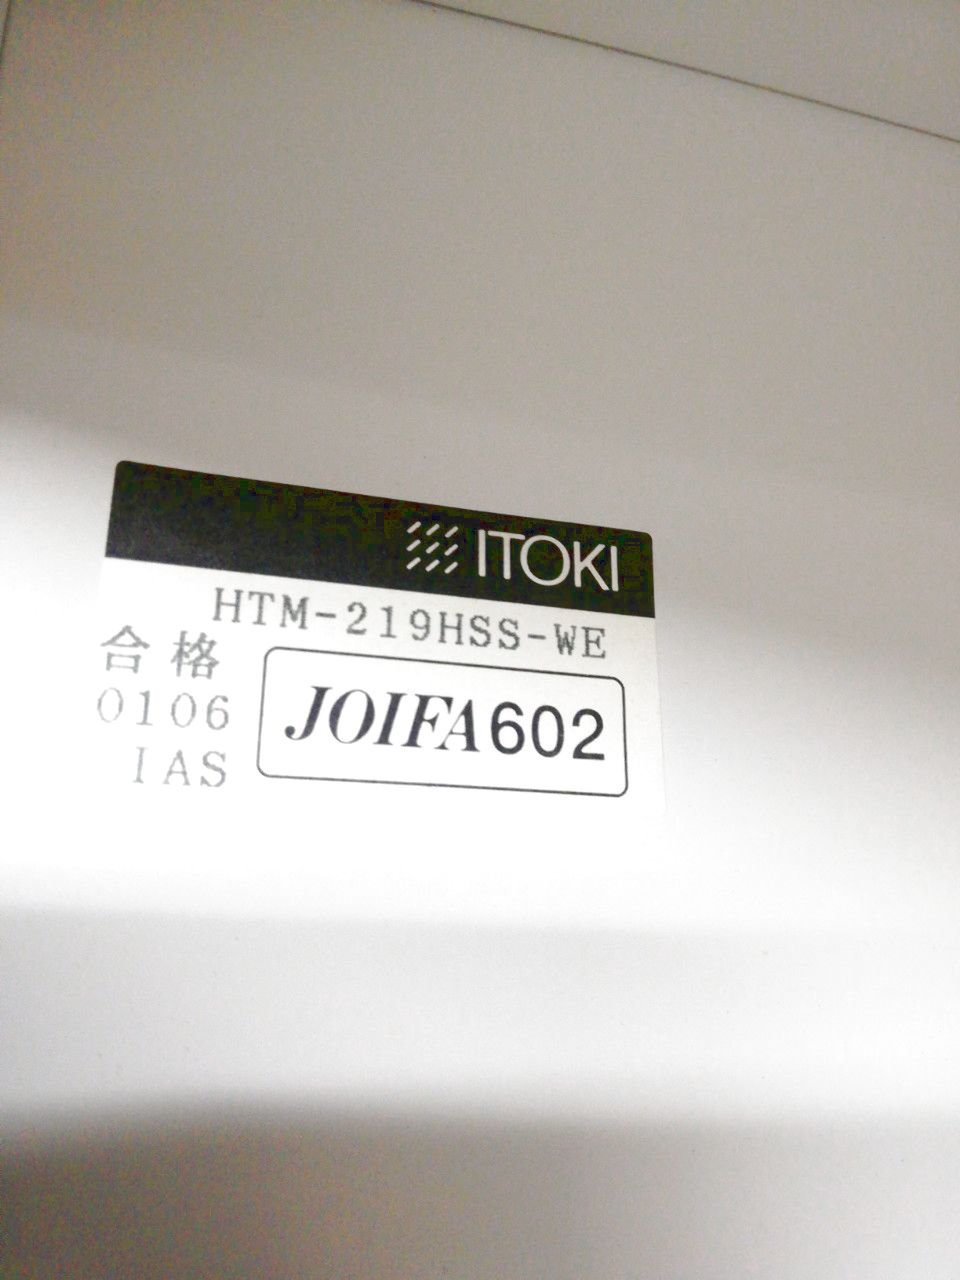 ITOKI
HTM-219HSS-WE
合格
0106
IAS
JOIFA602